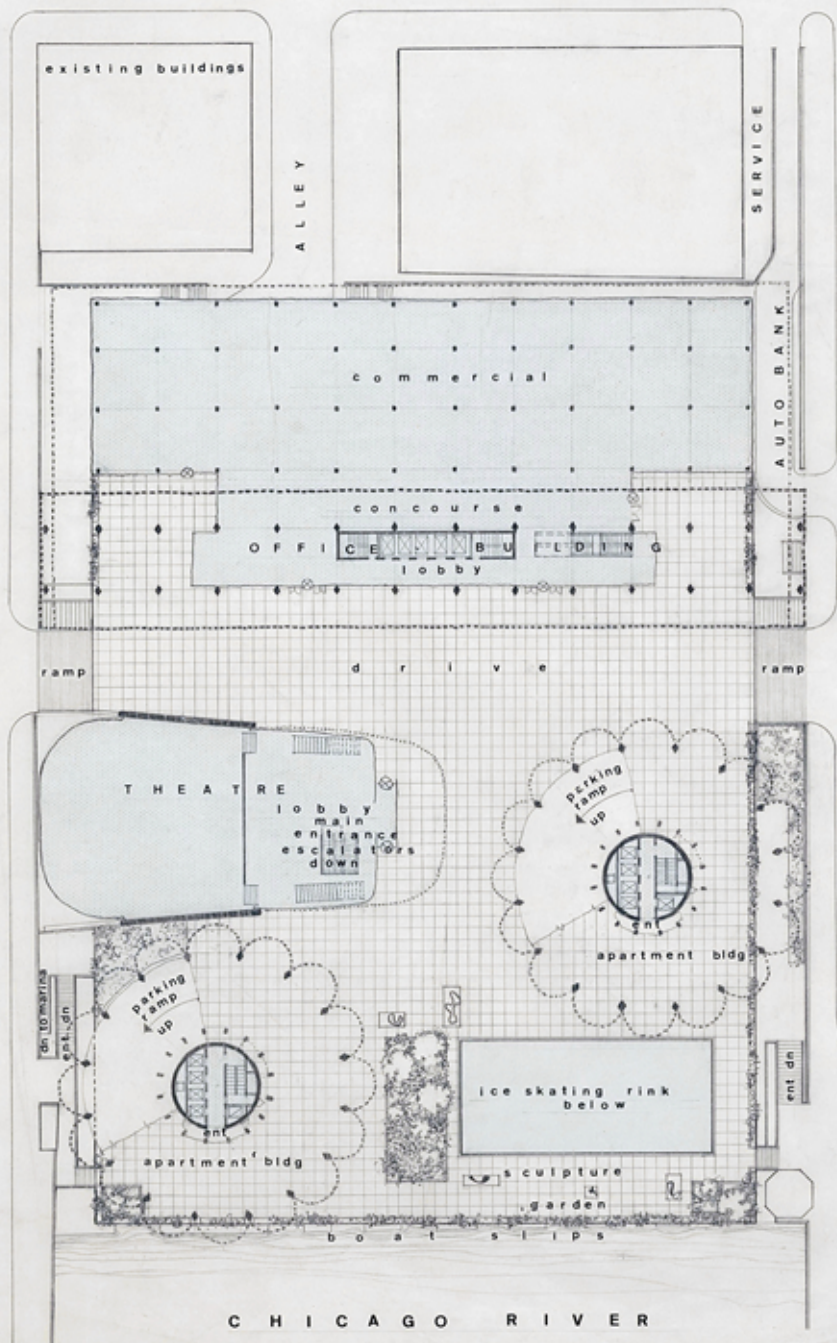 existing buildings
ALLEY
SERVICE
AUTO BANK
commercial
concourse
OFFICE - BUILDING
lobby
ramp
drive
ramp
THEATRE
lobby
main
entrance
escalators
down
parking
ramp
up
ent
apartment bldg
dn to marina
ent. dn
parking
ramp
up
ent
apartment bldg
ice skating rink
below
ent dn
sculpture
garden
boat slips
CHICAGO RIVER